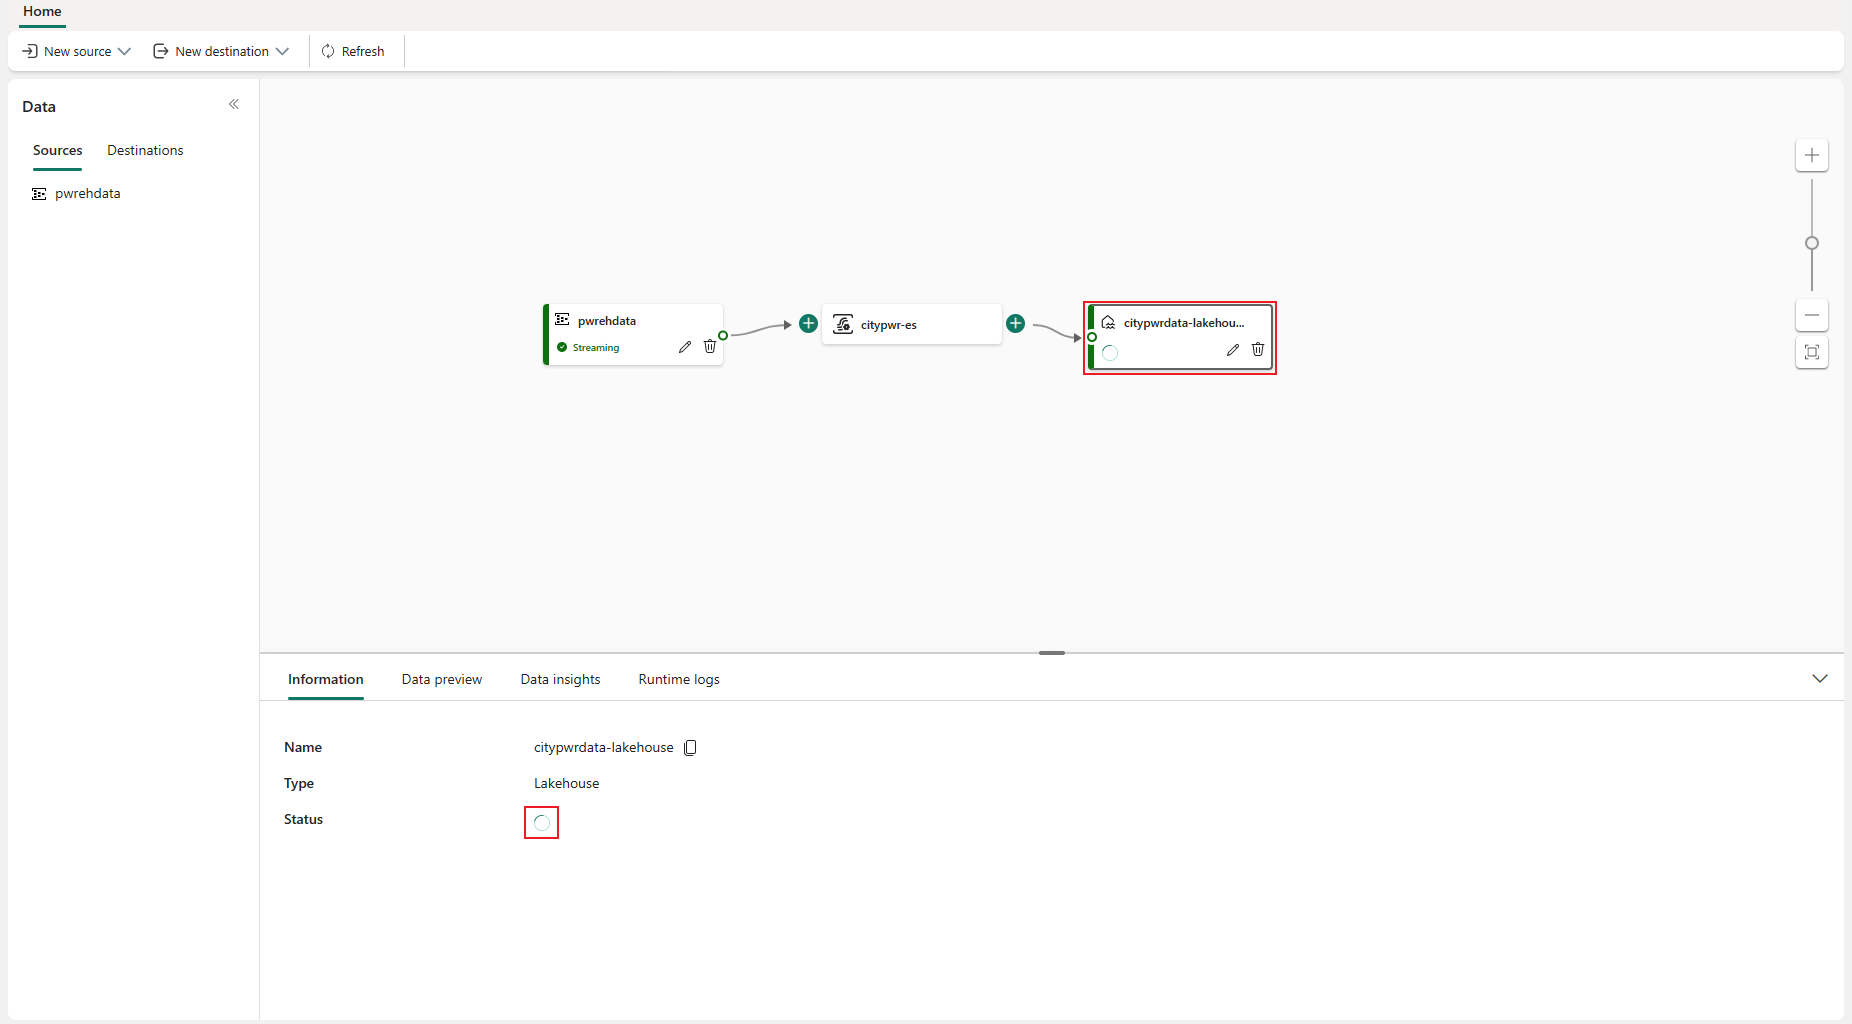 Home
New source
New destination
Refresh
Data
Sources
Destinations
pwrehdata
pwrehdata
Streaming
citypwr-es
citypwrdata-lakehou...
Information
Data preview
Data insights
Runtime logs
Name
citypwrdata-lakehouse
Type
Lakehouse
Status